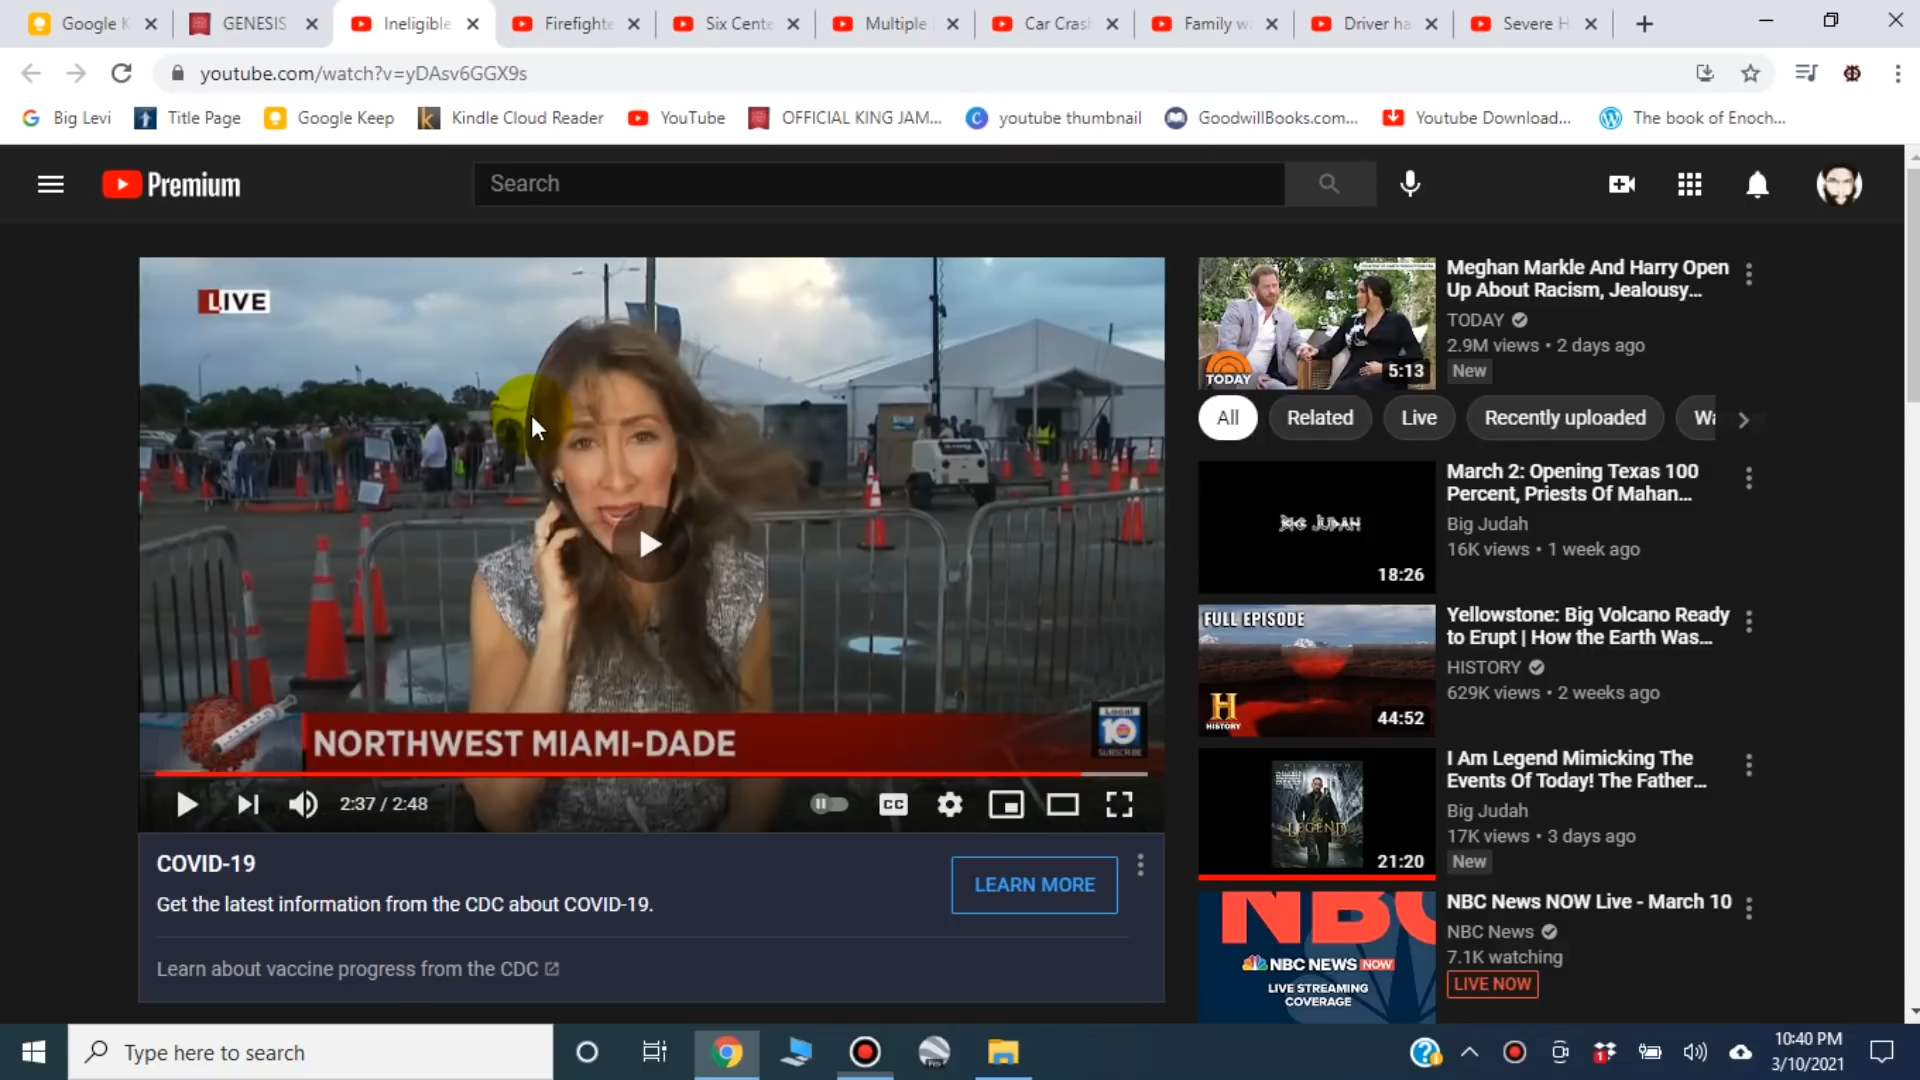 Google K
GENESIS
Ineligible
Firefighte
Six Cente
Multiple
Car Cras
Family w
Driver ha
Severe H
youtube.com/watch?v=yDAsv6GGX9s
Big Levi
Title Page
Google Keep
Kindle Cloud Reader
YouTube
OFFICIAL KING JAM...
youtube thumbnail
GoodwillBooks.com...
Youtube Download...
The book of Enoch...
Premium
Search
LIVE
NORTHWEST MIAMI-DADE
Local
10
SUBSCRIBE
2:37 / 2:48
CC
COVID-19
Get the latest information from the CDC about COVID-19.
LEARN MORE
Learn about vaccine progress from the CDC
TODAY
5:13
Meghan Markle And Harry Open
Up About Racism, Jealousy...
TODAY
2.9M views • 2 days ago
New
All
Related
Live
Recently uploaded
Wa
BIG JUDAH
18:26
March 2: Opening Texas 100
Percent, Priests Of Mahan...
Big Judah
16K views • 1 week ago
FULL EPISODE
H
HISTORY
44:52
Yellowstone: Big Volcano Ready
to Erupt | How the Earth Was...
HISTORY
629K views • 2 weeks ago
LEGEND
21:20
I Am Legend Mimicking The
Events Of Today! The Father...
Big Judah
17K views • 3 days ago
New
NBC
NBC NEWS NOW
LIVE STREAMING
COVERAGE
NBC News NOW Live - March 10
NBC News
7.1K watching
LIVE NOW
Type here to search
10:40 PM
3/10/2021